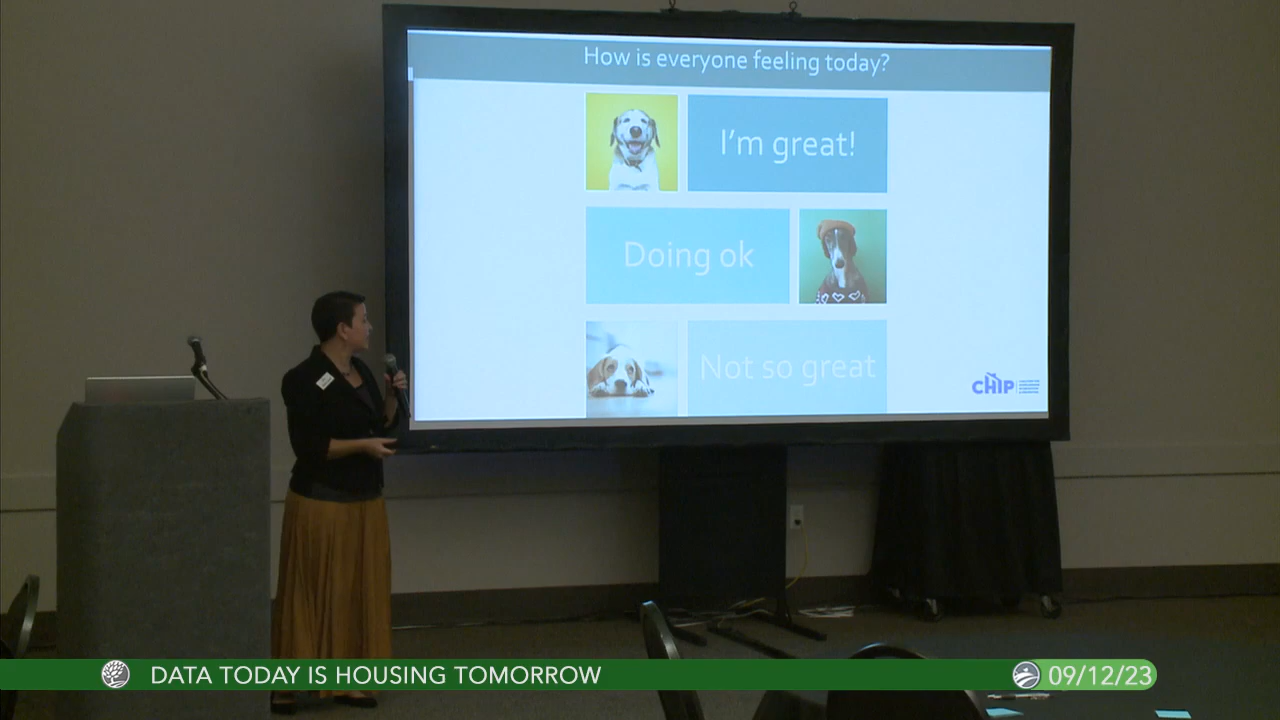 How is everyone feeling today?
I'm great!
Doing ok
Not so great
CHIP
DATA TODAY IS HOUSING TOMORROW
09/12/23